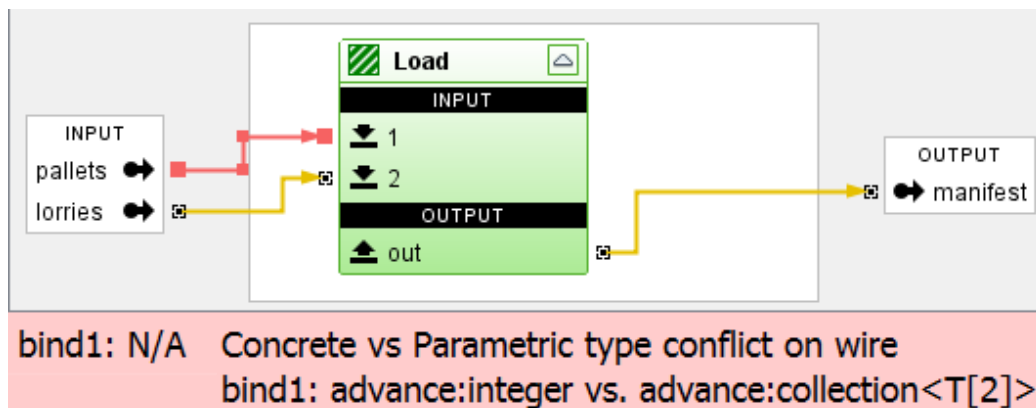 Load
INPUT
1
2
OUTPUT
out
INPUT
pallets
lorries
OUTPUT
manifest
bind1: N/A Concrete vs Parametric type conflict on wire
bind1: advance:integer vs. advance:collection<T[2]>